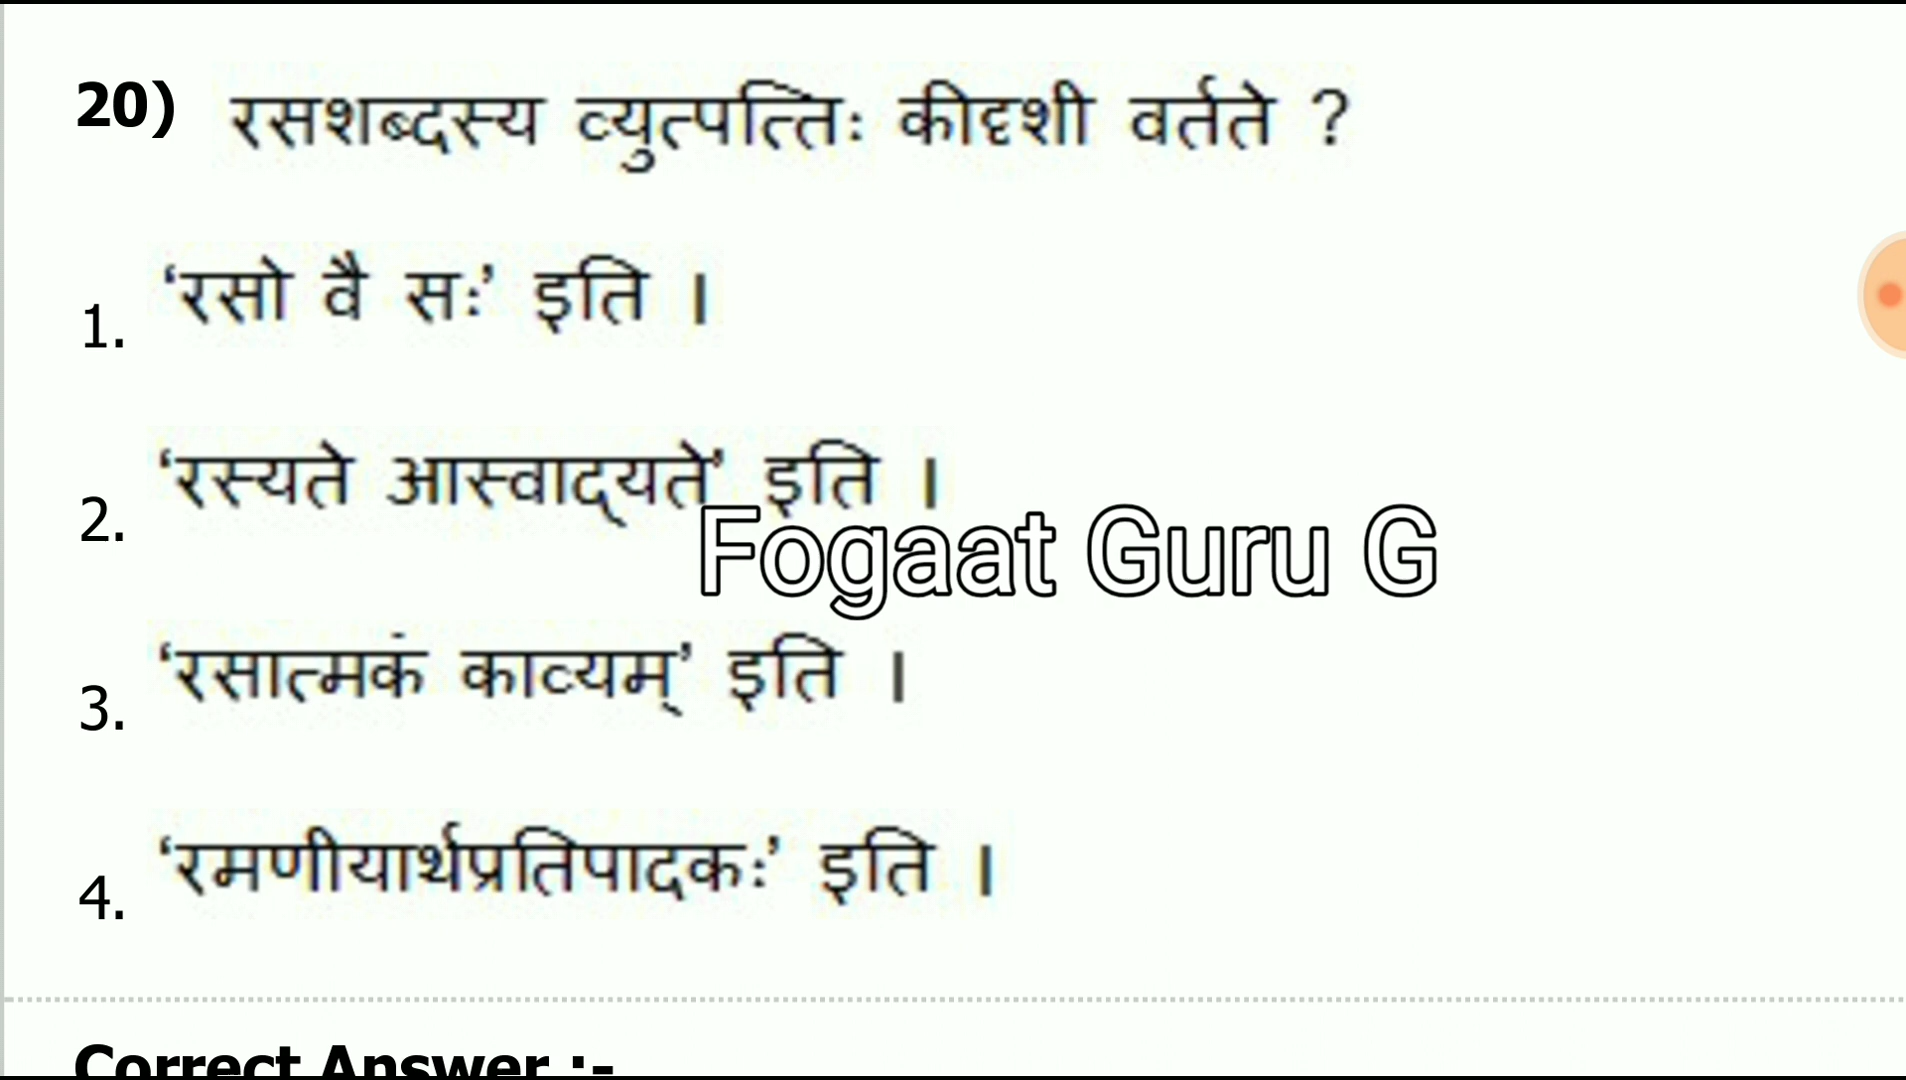 20) रसशब्दस्य व्युत्पत्तिः कीदृशी वर्तते ?
1. ‘रसो वै सः’ इति ।
2. ‘रस्यते आस्वाद्यते’ इति ।
Fogaat Guru G
3. ‘रसात्मकं काव्यम्’ इति ।
4. ‘रमणीयार्थप्रतिपादकः’ इति ।
Correct Answer :-